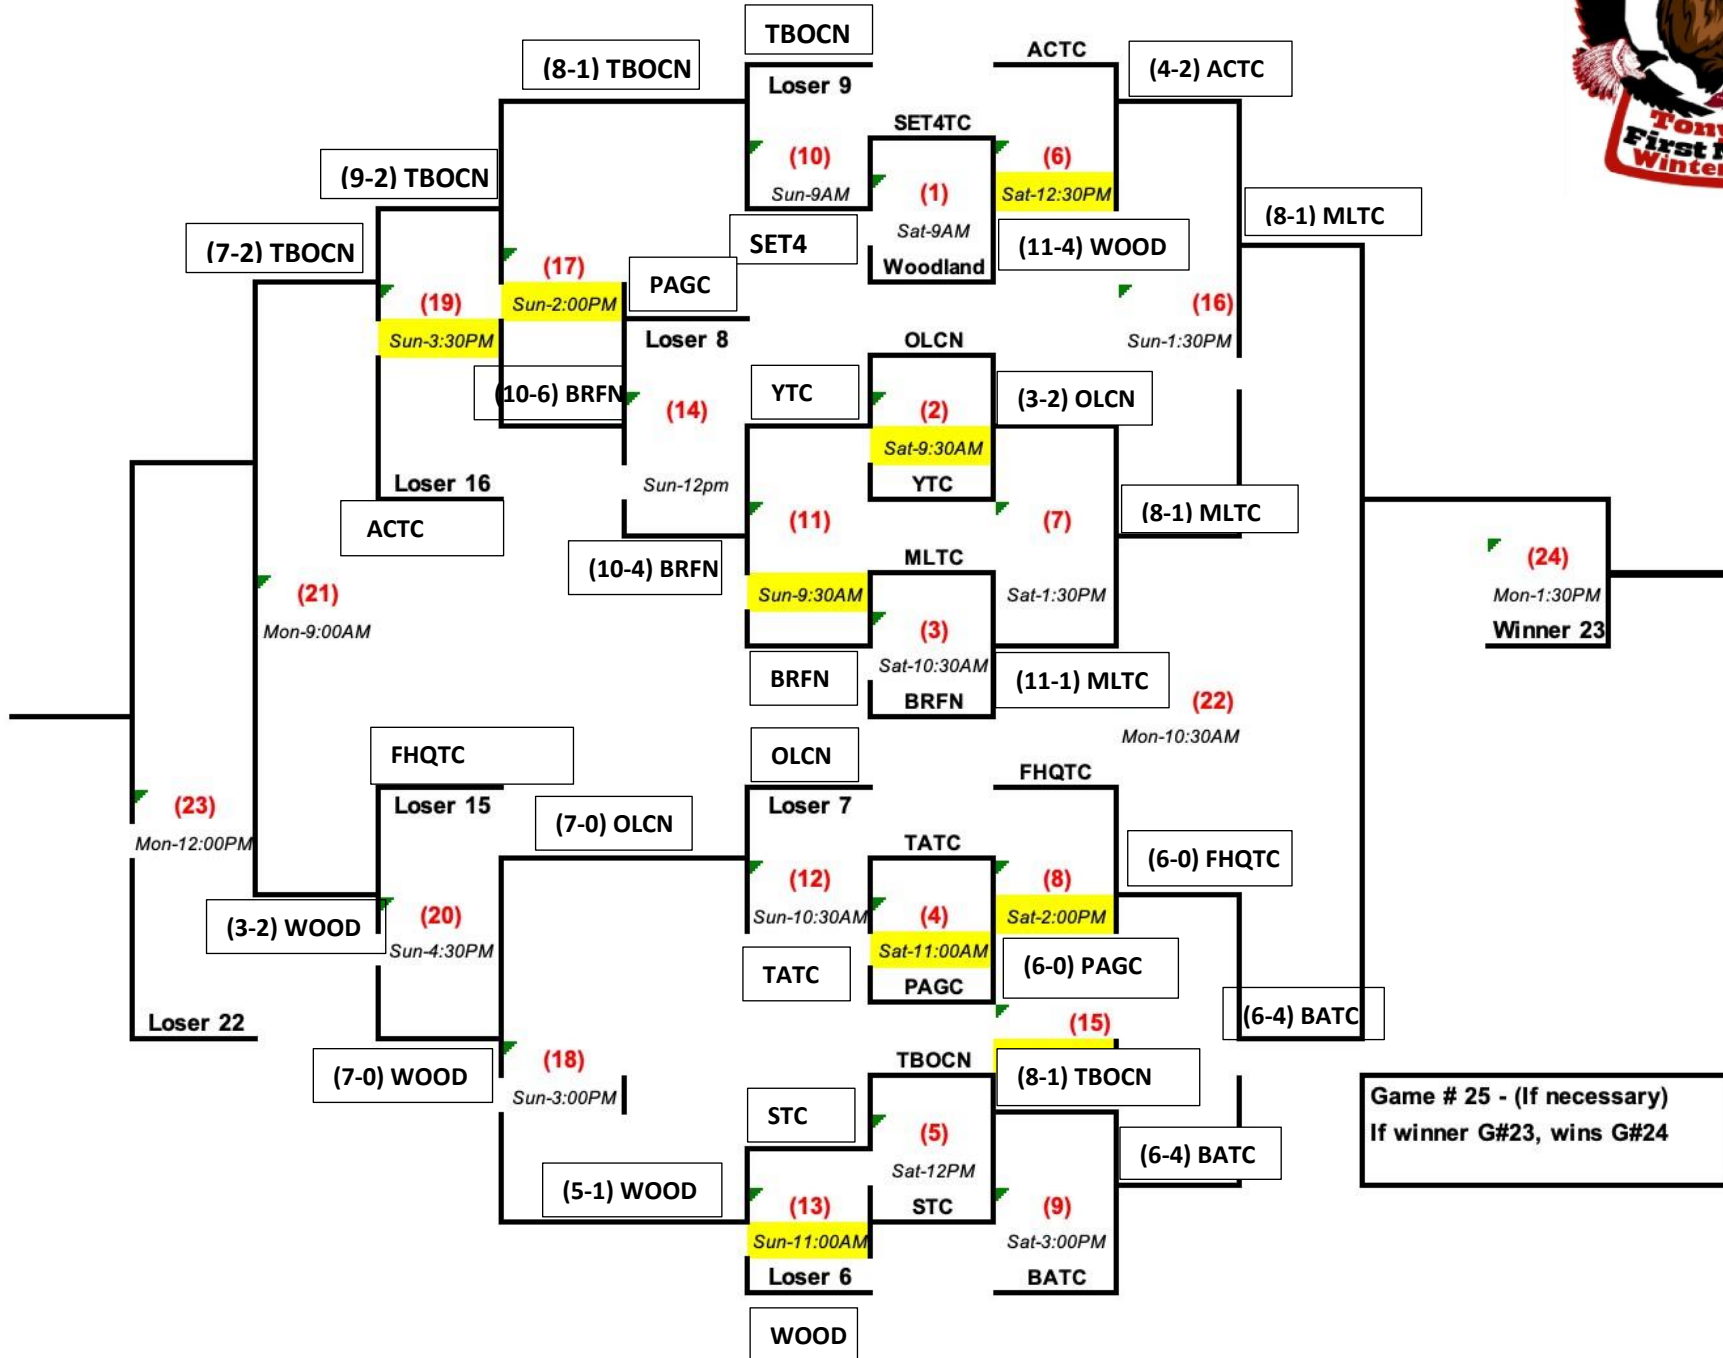 TBOCN
ACTC
(8-1) TBOCN
(4-2) ACTC
Loser 9
SET4TC
Tony
First N
Winter
(10)
(6)
(9-2) TBOCN
Sun-9AM
(1)
Sat-12:30PM
(8-1) MLTC
Sat-9AM
(7-2) TBOCN
SET4
(11-4) WOOD
Woodland
(17)
PAGC
Sun-2:00PM
(19)
(16)
Sun-3:30PM
Loser 8
OLCN
Sun-1:30PM
(10-6) BRFN
YTC
(3-2) OLCN
(14)
(2)
Sat-9:30AM
Loser 16
Sun-12pm
YTC
ACTC
(11)
(7)
(8-1) MLTC
MLTC
(24)
(10-4) BRFN
(21)
Sun-9:30AM
Sat-1:30PM
Mon-1:30PM
Mon-9:00AM
(3)
Winner 23
Sat-10:30AM
BRFN
(11-1) MLTC
BRFN
(22)
Mon-10:30AM
FHQTC
OLCN
FHQTC
(23)
Loser 15
Loser 7
(7-0) OLCN
Mon-12:00PM
TATC
(6-0) FHQTC
(12)
(8)
(20)
Sun-10:30AM
(4)
Sat-2:00PM
(3-2) WOOD
Sun-4:30PM
Sat-11:00AM
TATC
(6-0) PAGC
PAGC
Loser 22
(15)
(6-4) BATC
(18)
TBOCN
(7-0) WOOD
(8-1) TBOCN
Sun-3:00PM
Game # 25 - (If necessary)
STC
(5)
If winner G#23, wins G#24
Sat-12PM
(6-4) BATC
(5-1) WOOD
(13)
STC
(9)
Sun-11:00AM
Sat-3:00PM
Loser 6
BATC
WOOD